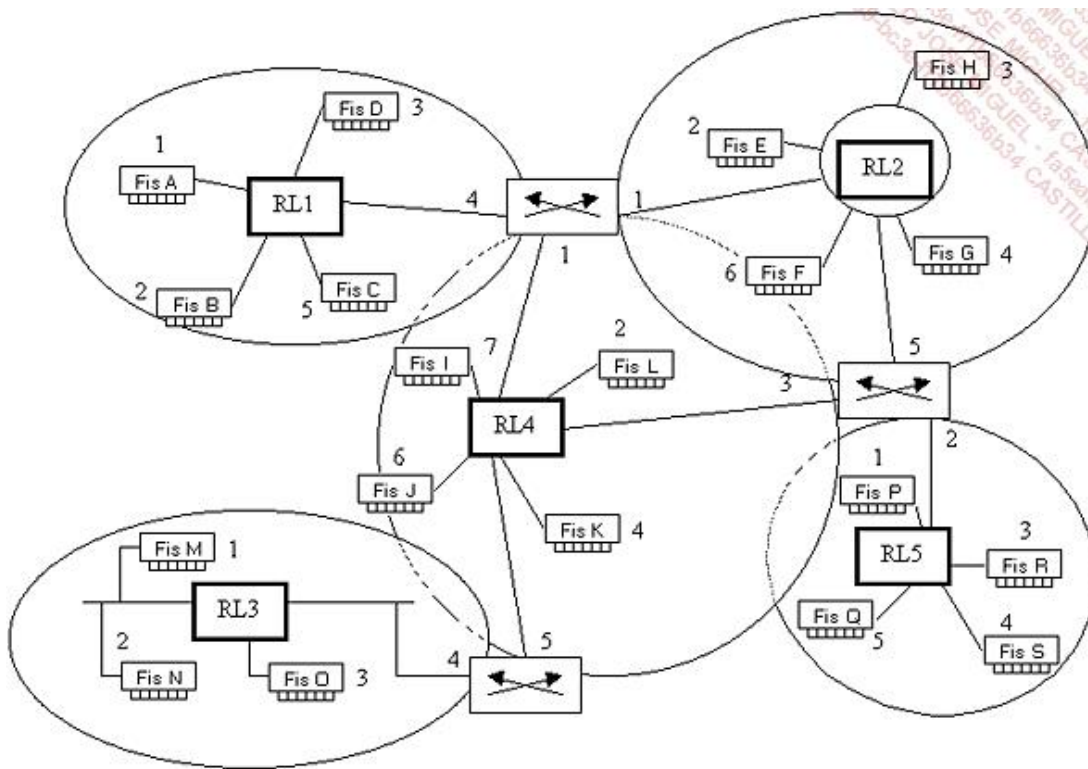 Fis H
3
Fis D
3
2
Fis E
RL2
1
Fis A
RL1
4
1
1
Fis G
4
6
Fis F
2
Fis B
5
Fis C
7
2
Fis I
Fis L
3
5
RL4
2
6
Fis J
1
Fis P
Fis K
4
Fis M
1
RL5
3
Fis R
RL3
Fis Q
5
4
Fis S
2
Fis N
Fis O
3
4
5